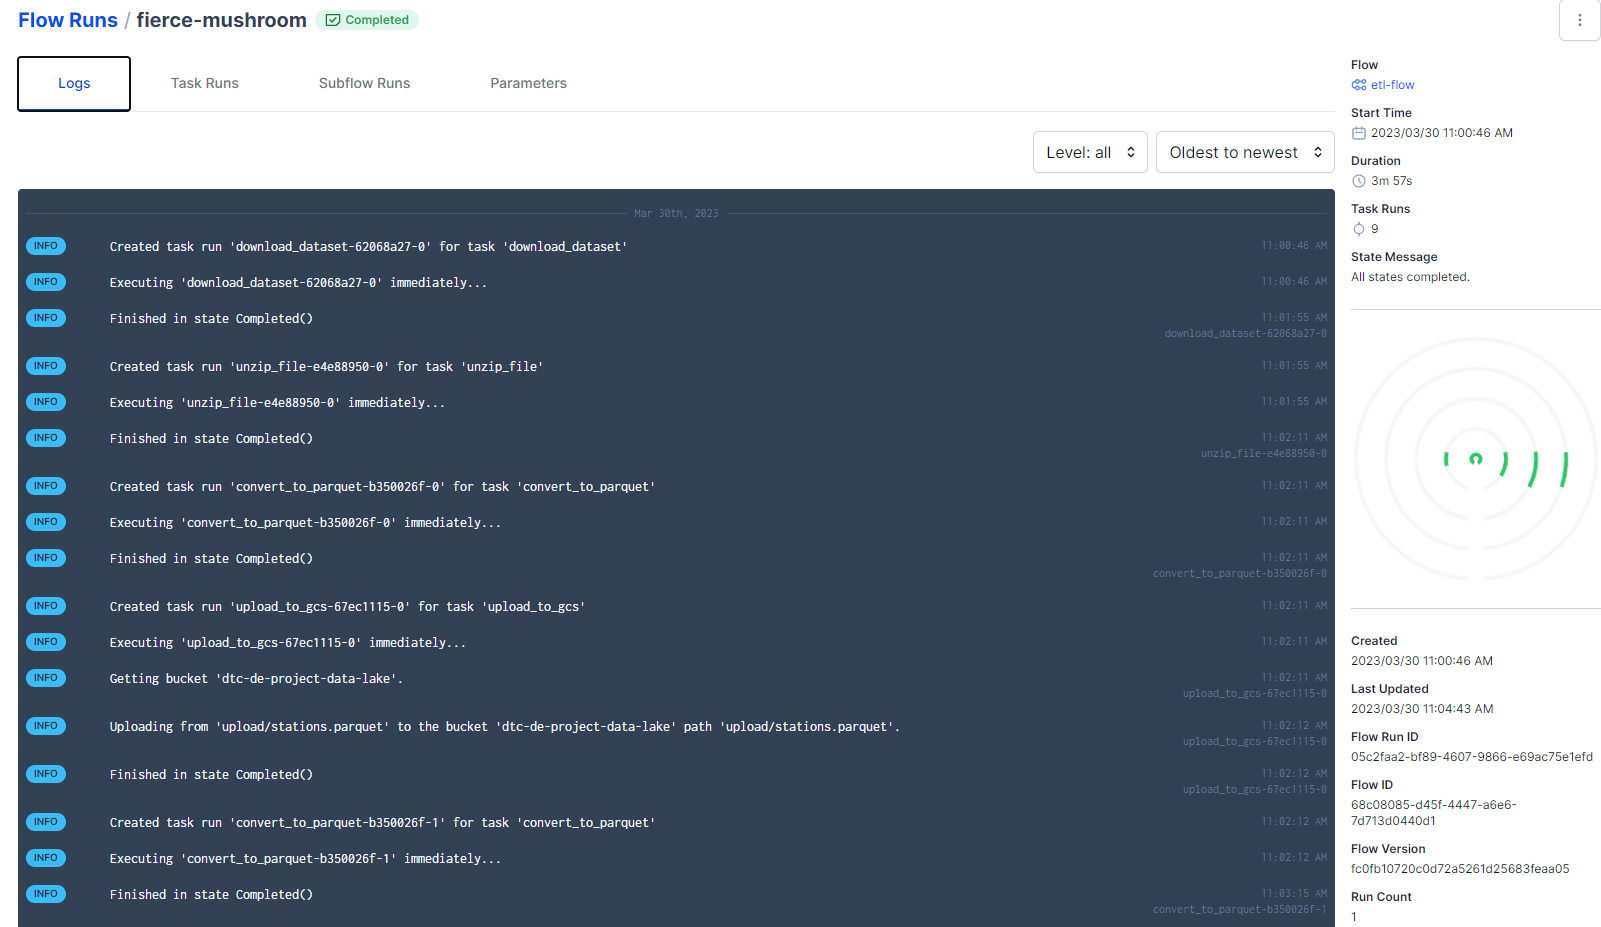 Flow Runs / fierce-mushroom Completed
Logs Task Runs Subflow Runs Parameters
Level: all Oldest to newest
Mar 30th, 2023
INFO Created task run 'download_dataset-62068a27-0' for task 'download_dataset' 11:00:46 AM
INFO Executing 'download_dataset-62068a27-0' immediately... 11:00:46 AM
INFO Finished in state Completed() 11:01:55 AM
download_dataset-62068a27-0
INFO Created task run 'unzip_file-e4e88950-0' for task 'unzip_file' 11:01:55 AM
INFO Executing 'unzip_file-e4e88950-0' immediately... 11:01:55 AM
INFO Finished in state Completed() 11:02:11 AM
unzip_file-e4e88950-0
INFO Created task run 'convert_to_parquet-b350026f-0' for task 'convert_to_parquet' 11:02:11 AM
INFO Executing 'convert_to_parquet-b350026f-0' immediately... 11:02:11 AM
INFO Finished in state Completed() 11:02:11 AM
convert_to_parquet-b350026f-0
INFO Created task run 'upload_to_gcs-67ec1115-0' for task 'upload_to_gcs' 11:02:11 AM
INFO Executing 'upload_to_gcs-67ec1115-0' immediately... 11:02:11 AM
INFO Getting bucket 'dtc-de-project-data-lake'. 11:02:11 AM
upload_to_gcs-67ec1115-0
INFO Uploading from 'upload/stations.parquet' to the bucket 'dtc-de-project-data-lake' path 'upload/stations.parquet'. 11:02:12 AM
upload_to_gcs-67ec1115-0
INFO Finished in state Completed() 11:02:12 AM
upload_to_gcs-67ec1115-0
INFO Created task run 'convert_to_parquet-b350026f-1' for task 'convert_to_parquet' 11:02:12 AM
INFO Executing 'convert_to_parquet-b350026f-1' immediately... 11:02:12 AM
INFO Finished in state Completed() 11:03:15 AM
convert_to_parquet-b350026f-1
Flow
etl-flow
Start Time
2023/03/30 11:00:46 AM
Duration
3m 57s
Task Runs
9
State Message
All states completed.
Created
2023/03/30 11:00:46 AM
Last Updated
2023/03/30 11:04:43 AM
Flow Run ID
05c2faa2-bf89-4607-9866-e69ac75e1efd
Flow ID
68c08085-d45f-4447-a6e6-
7d713d0440d1
Flow Version
fc0fb10720c0d72a5261d25683feaa05
Run Count
1